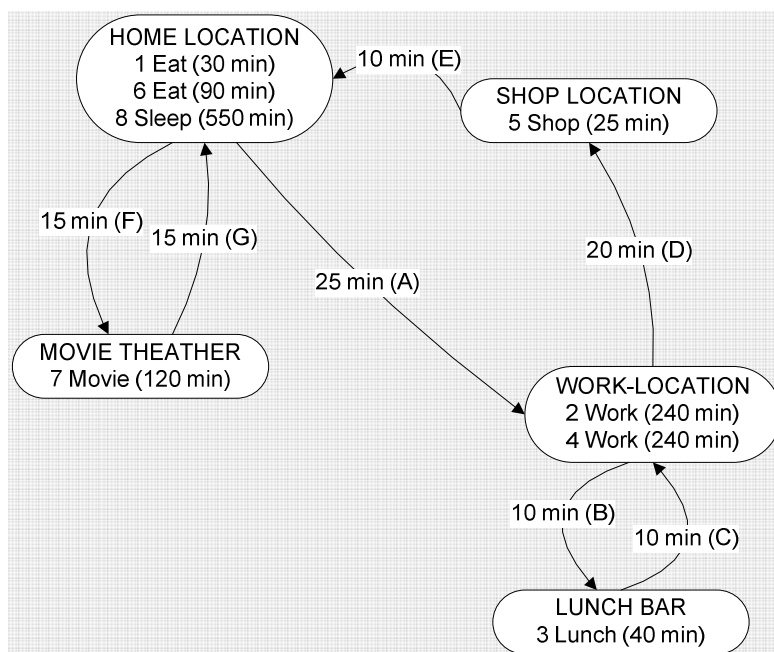 HOME LOCATION
1 Eat (30 min)
6 Eat (90 min)
8 Sleep (550 min)
10 min (E)
SHOP LOCATION
5 Shop (25 min)
15 min (F)
15 min (G)
20 min (D)
25 min (A)
MOVIE THEATHER
7 Movie (120 min)
WORK-LOCATION
2 Work (240 min)
4 Work (240 min)
10 min (B)
10 min (C)
LUNCH BAR
3 Lunch (40 min)